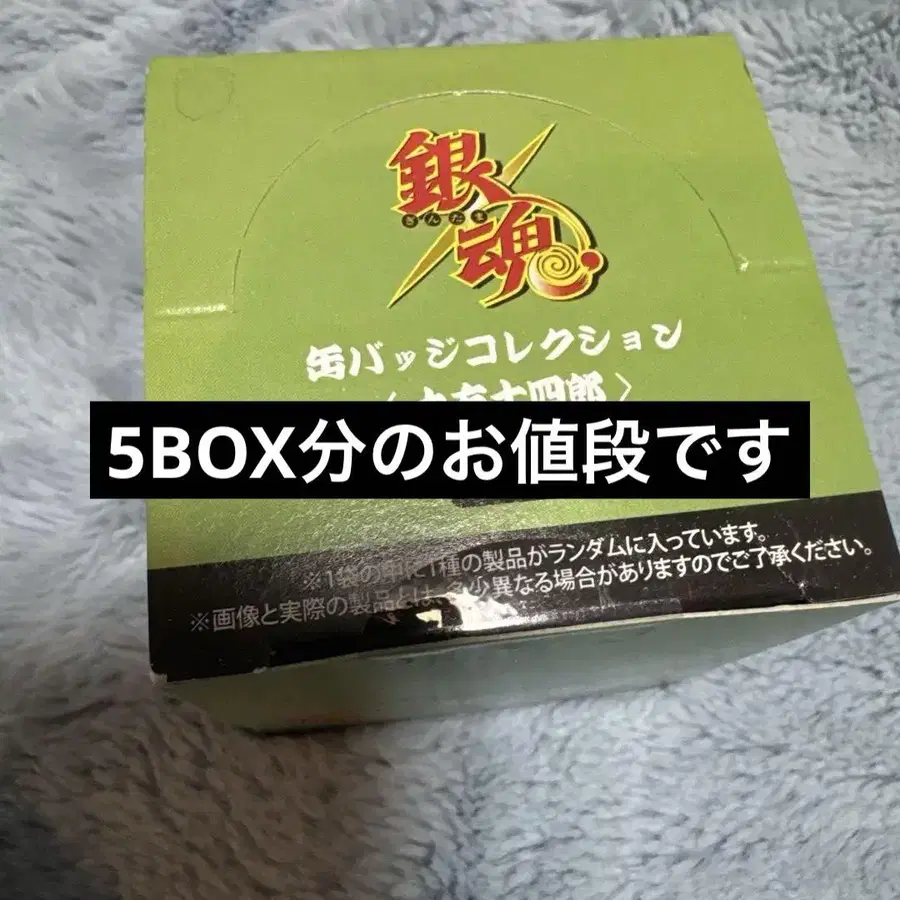 銀魂
ぎんたま
缶バッジコレクション
十四郎〉
5BOX分のお値段です
※1袋の中に1種の製品がランダムに入っています。
※画像と実際の製品とは、多少異なる場合がありますのでご了承ください。